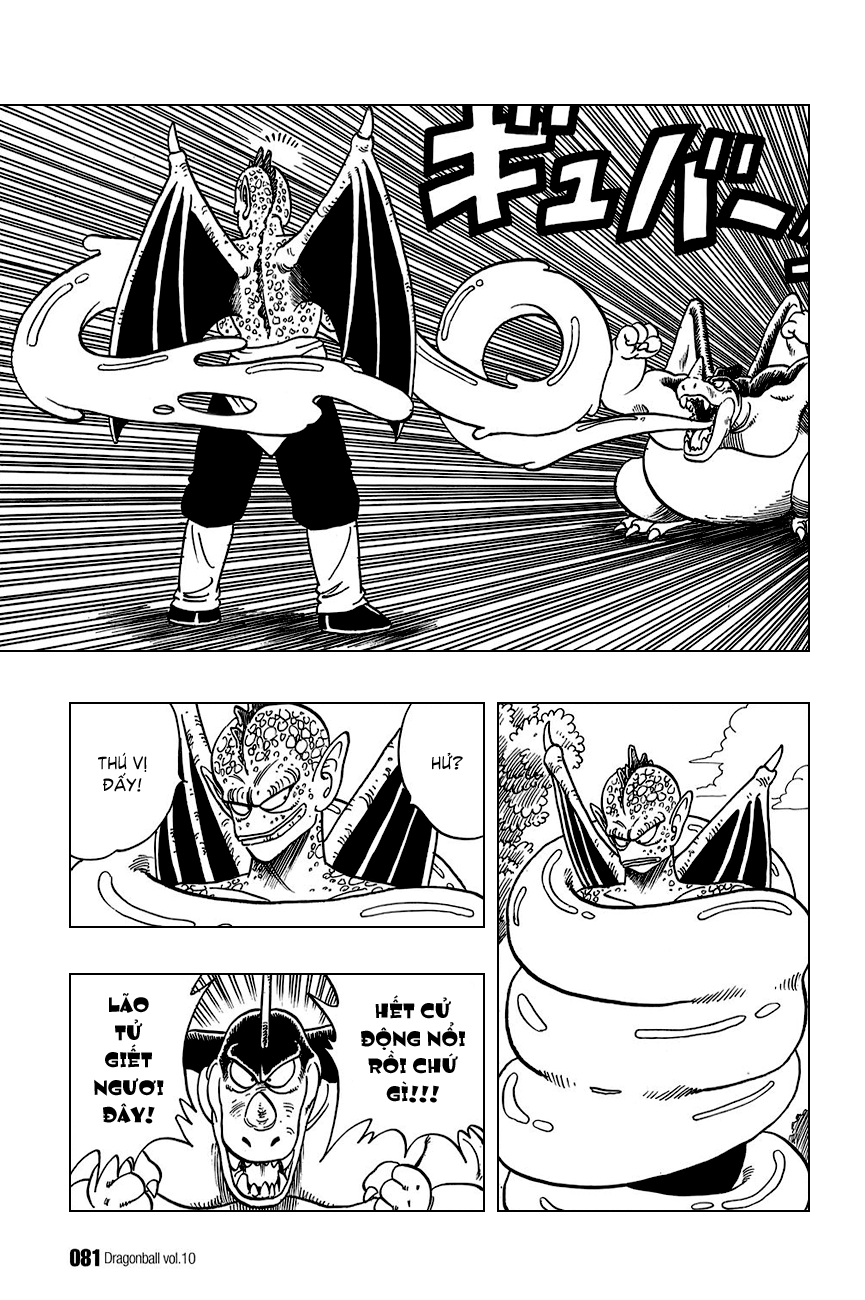 ギュバーッ
HỨ?
THÚ VỊ
ĐẤY!
HẾT CỬ
ĐỘNG NỔI
RỒI CHỨ
GÌ!!!
LÃO
TỬ
GIẾT
NGƯƠI
ĐÂY!
081 Dragonball vol.10